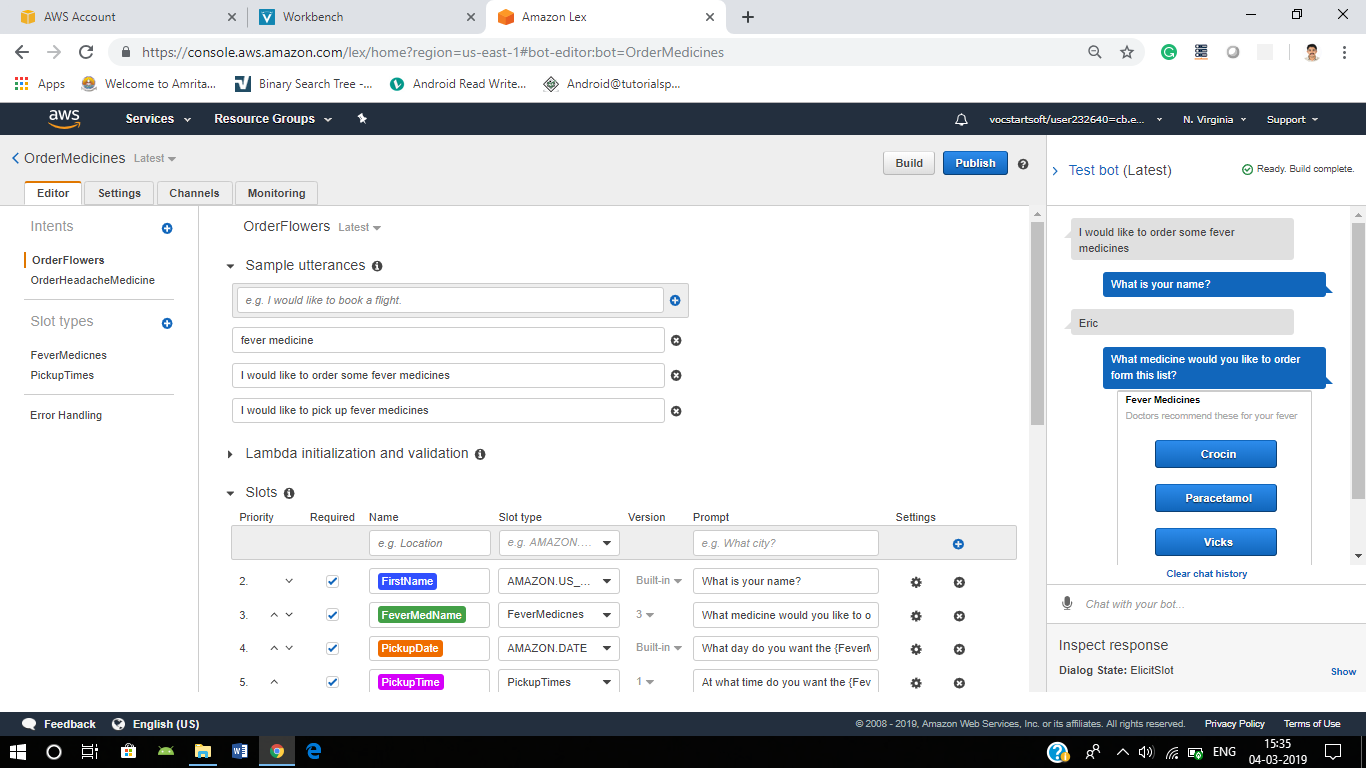 AWS Account
Workbench
Amazon Lex
https://console.aws.amazon.com/lex/home?region=us-east-1#bot-editor:bot=OrderMedicines
Apps
Welcome to Amrita...
Binary Search Tree -...
Android Read Write...
Android@tutorialsp...
aws
Services
Resource Groups
vocstartsoft/user232640=cb.e...
N. Virginia
Support
OrderMedicines Latest
Build
Publish
Editor
Settings
Channels
Monitoring
Intents
OrderFlowers
OrderHeadacheMedicine
Slot types
FeverMedicnes
PickupTimes
Error Handling
OrderFlowers Latest
Sample utterances
e.g. I would like to book a flight.
fever medicine
I would like to order some fever medicines
I would like to pick up fever medicines
Lambda initialization and validation
Slots
Priority Required Name Slot type Version Prompt Settings
e.g. Location e.g. AMAZON.... e.g. What city?
2. FirstName AMAZON.US_... Built-in What is your name?
3. FeverMedName FeverMedicnes 3 What medicine would you like to o
4. PickupDate AMAZON.DATE Built-in What day do you want the {FeverM
5. PickupTime PickupTimes 1 At what time do you want the {Fev
Test bot (Latest)
Ready. Build complete.
I would like to order some fever
medicines
What is your name?
Eric
What medicine would you like to order
form this list?
Fever Medicines
Doctors recommend these for your fever
Crocin
Paracetamol
Vicks
Clear chat history
Chat with your bot...
Inspect response
Dialog State: ElicitSlot
Show
Feedback
English (US)
© 2008 - 2019, Amazon Web Services, Inc. or its affiliates. All rights reserved.
Privacy Policy
Terms of Use
ENG
15:35
04-03-2019